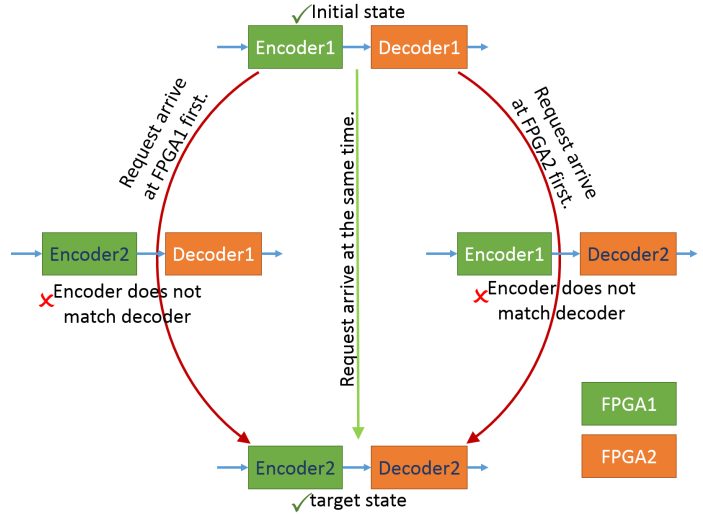 Initial state
Encoder1
Decoder1
Request arrive
at FPGA1 first.
Request arrive at the same time.
Request arrive
at FPGA2 first.
Encoder2
Decoder1
Encoder does not
match decoder
Encoder1
Decoder2
Encoder does not
match decoder
FPGA1
FPGA2
Encoder2
Decoder2
target state